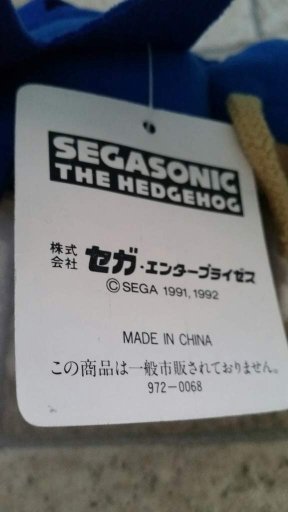 SEGASONIC
THE HEDGEHOG
株式
会社 セガ・エンタープライゼス
© SEGA 1991, 1992
MADE IN CHINA
この商品は一般市販されておりません。
972-0068